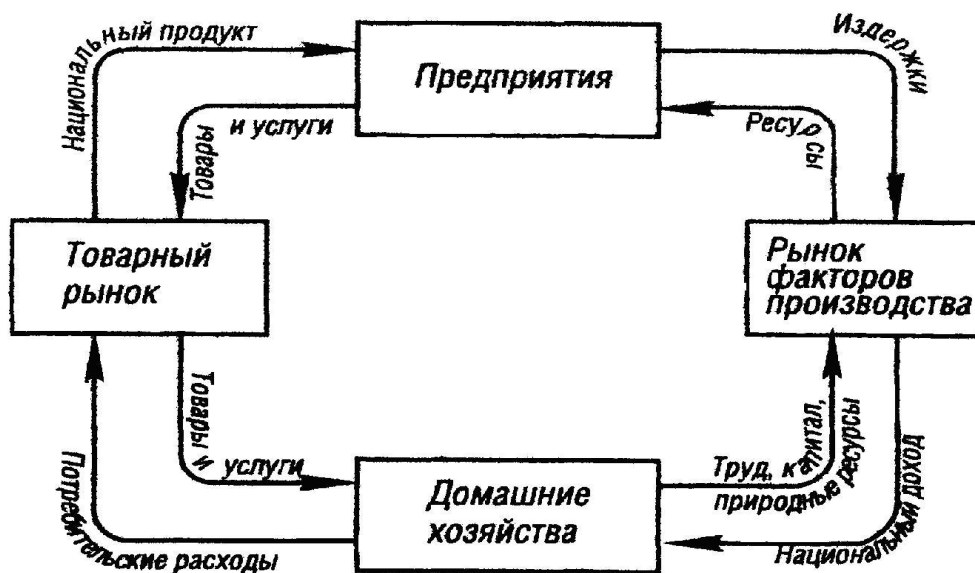 Национальный продукт
Предприятия
Издержки
Товары и услуги
Ресурсы
Товарный
рынок
Рынок
факторов
производства
Товары и услуги
Труд, капитал,
природные ресурсы
Домашние
хозяйства
Потребительские расходы
Национальный доход